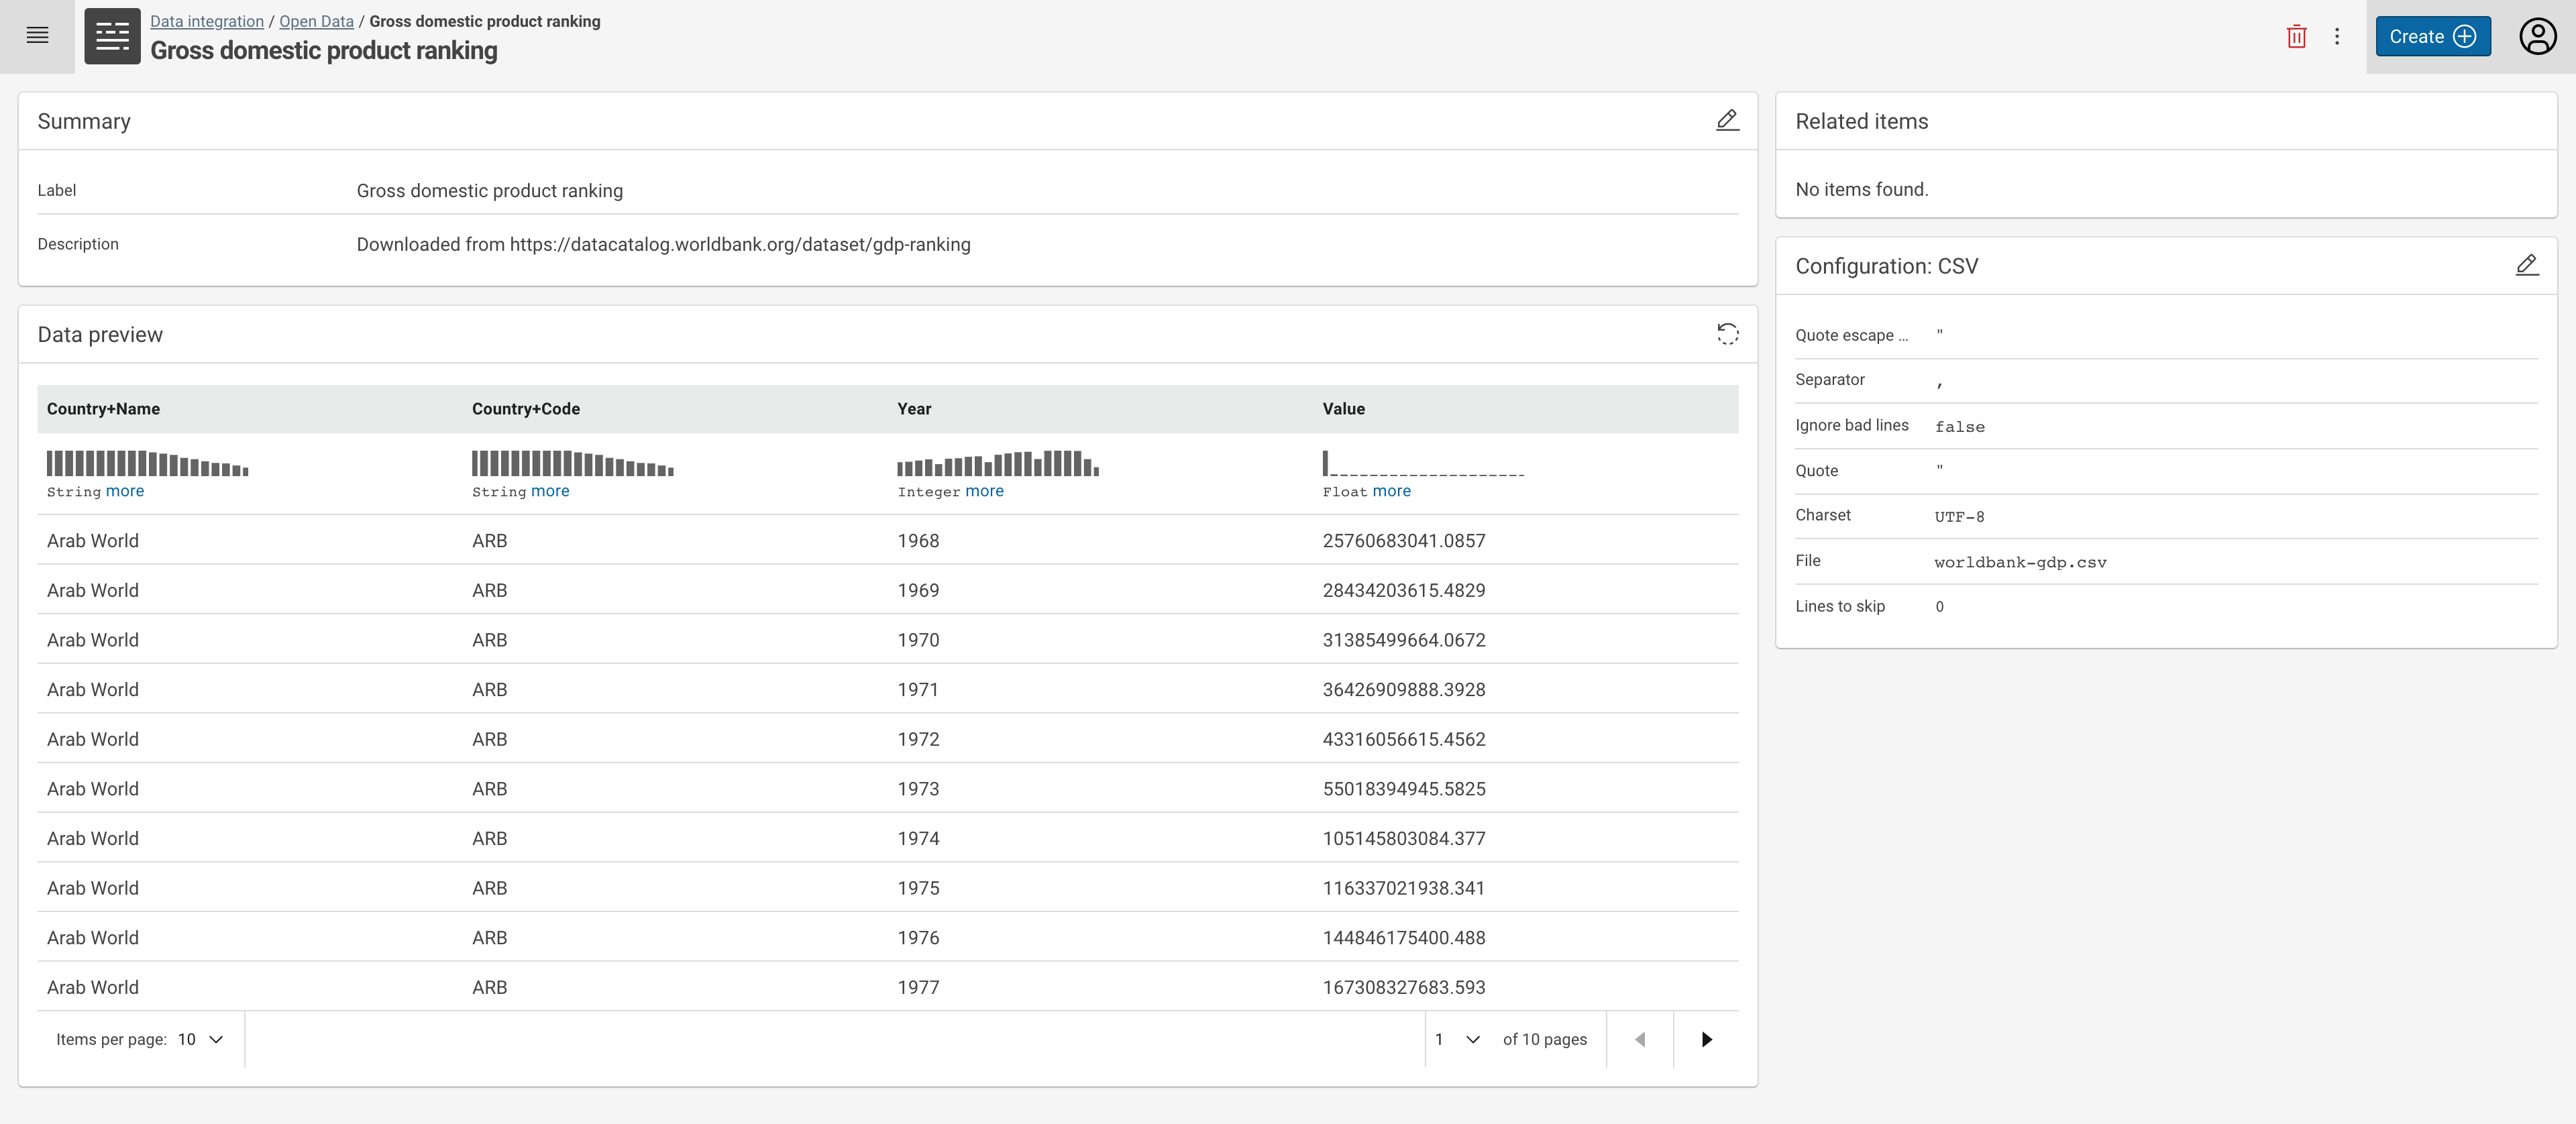 Data integration / Open Data / Gross domestic product ranking
Gross domestic product ranking
Create
Summary
Label Gross domestic product ranking
Description Downloaded from https://datacatalog.worldbank.org/dataset/gdp-ranking
Data preview
Country+Name Country+Code Year Value
String more String more Integer more Float more
Arab World ARB 1968 25760683041.0857
Arab World ARB 1969 28434203615.4829
Arab World ARB 1970 31385499664.0672
Arab World ARB 1971 36426909888.3928
Arab World ARB 1972 43316056615.4562
Arab World ARB 1973 55018394945.5825
Arab World ARB 1974 105145803084.377
Arab World ARB 1975 116337021938.341
Arab World ARB 1976 144846175400.488
Arab World ARB 1977 167308327683.593
Items per page: 10 1 of 10 pages
Related items
No items found.
Configuration: CSV
Quote escape ... "
Separator ,
Ignore bad lines false
Quote "
Charset UTF-8
File worldbank-gdp.csv
Lines to skip 0